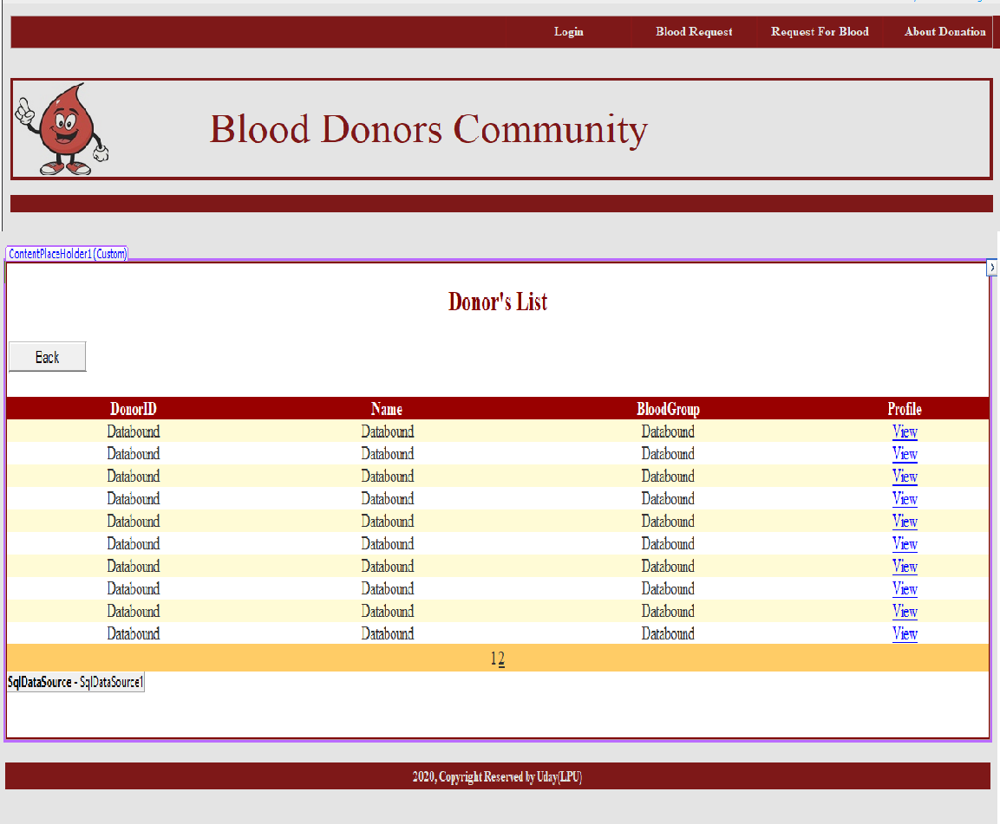 Login Blood Request Request For Blood About Donation
Blood Donors Community
ContentPlaceHolder1 (Custom)
Donor's List
Back
DonorID Name BloodGroup Profile
Databound Databound Databound View
Databound Databound Databound View
Databound Databound Databound View
Databound Databound Databound View
Databound Databound Databound View
Databound Databound Databound View
Databound Databound Databound View
Databound Databound Databound View
Databound Databound Databound View
Databound Databound Databound View
12
SqlDataSource - SqlDataSource1
2020, Copyright Reserved by Uday(LPU)